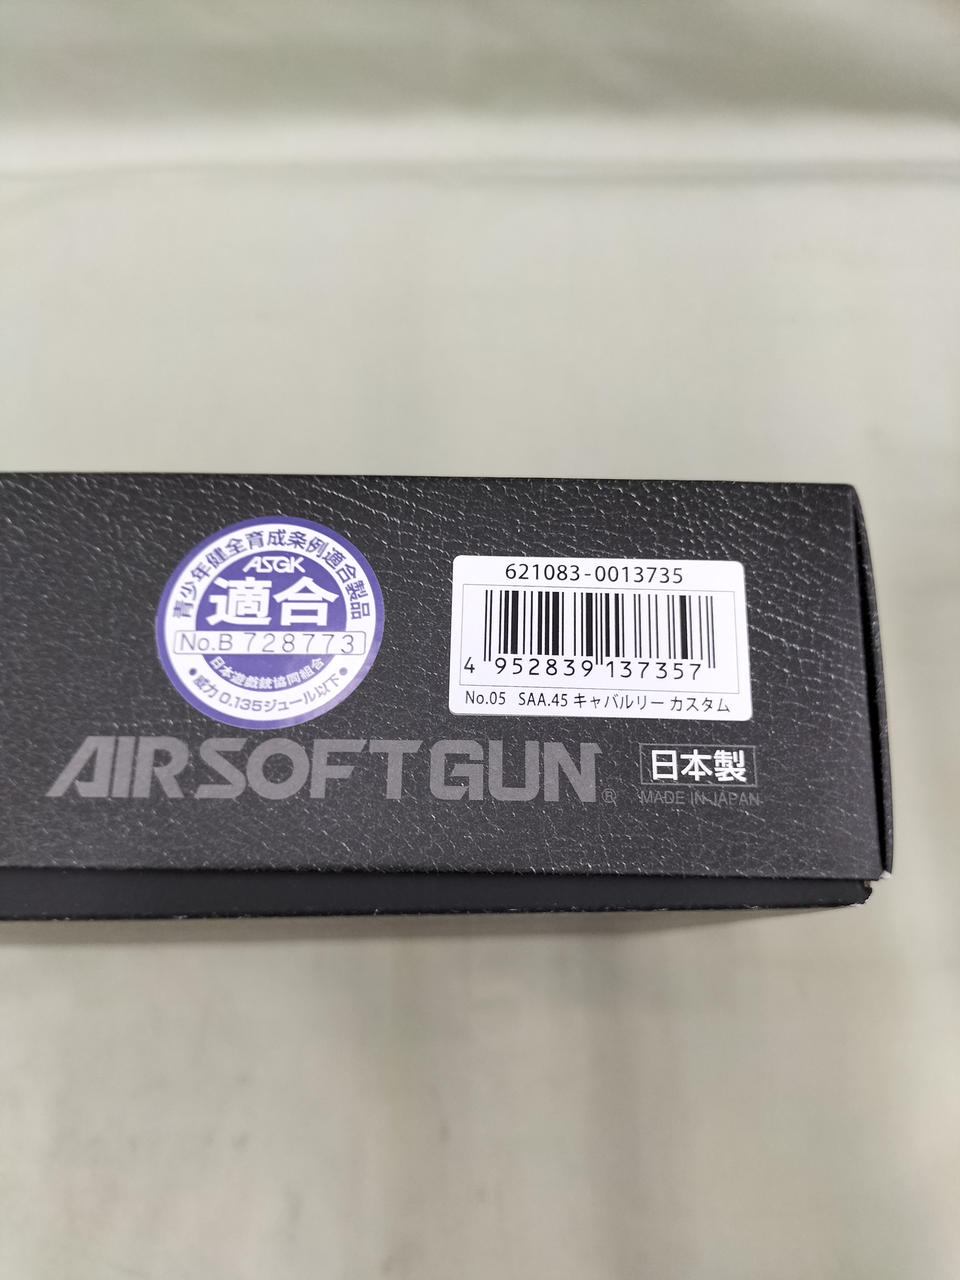 青少年健全育成条例適合製品
ASGK
適合
No.B 728773
日本遊戯銃協同組合
•威力 0.135ジュール以下•
621083-0013735
4 952839 137357
No.05 SAA.45 キャバルリー カスタム
AIRSOFTGUN®
日本製
MADE IN JAPAN